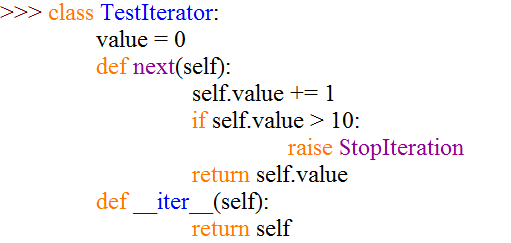 >>> class TestIterator:
value = 0
def next(self):
self.value += 1
if self.value > 10:
raise StopIteration
return self.value
def __iter__(self):
return self